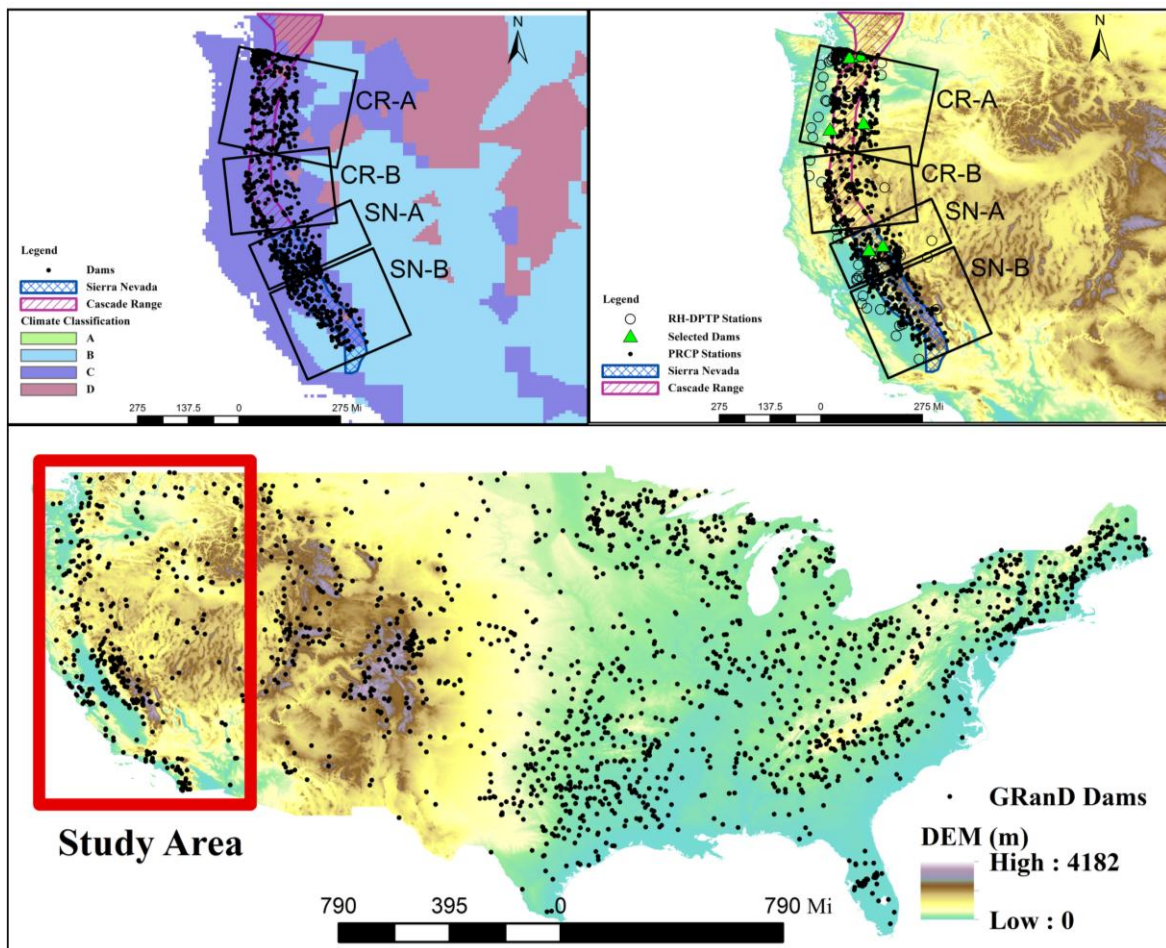 N
CR-A
CR-B
SN-A
SN-B
Legend
Dams
Sierra Nevada
Cascade Range
Climate Classification
A
B
C
D
275 137.5 0 275 Mi
N
CR-A
CR-B
SN-A
SN-B
Legend
RH-DPTP Stations
Selected Dams
PRCP Stations
Sierra Nevada
Cascade Range
275 137.5 0 275 Mi
Study Area
GRanD Dams
DEM (m)
High : 4182
Low : 0
790 395 0 790 Mi